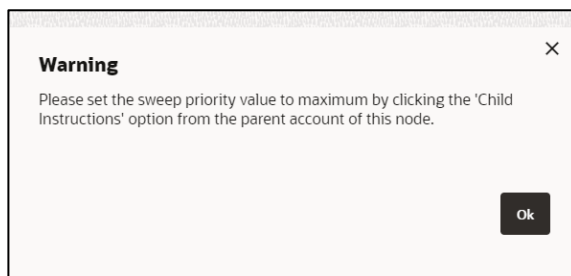 Warning
Please set the sweep priority value to maximum by clicking the 'Child
Instructions' option from the parent account of this node.
Ok